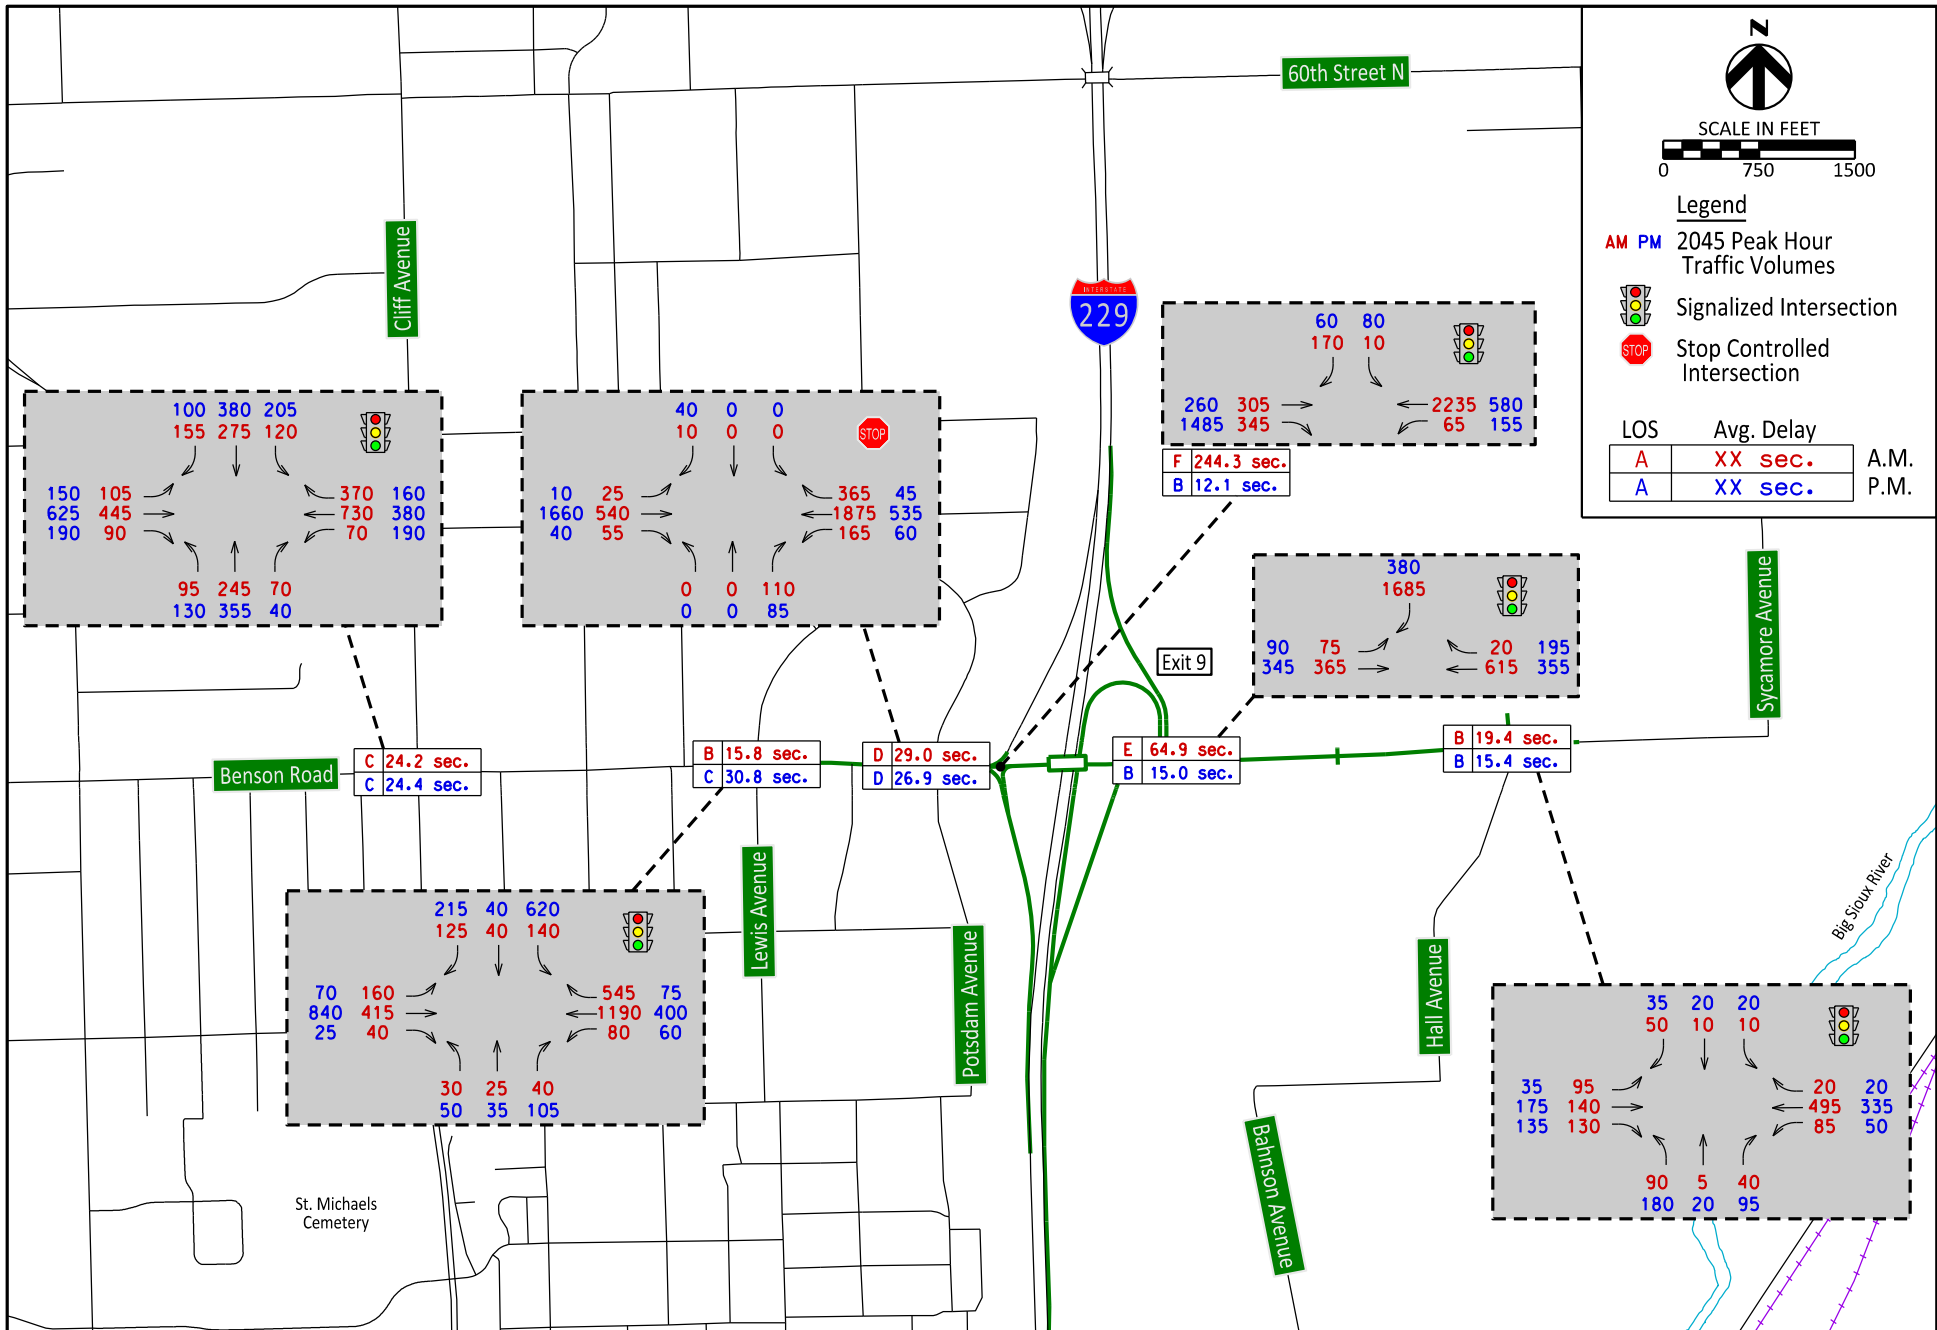 60th Street N
N
SCALE IN FEET
0 750 1500
Legend
AM PM 2045 Peak Hour
Traffic Volumes
Signalized Intersection
STOP Stop Controlled
Intersection
LOS Avg. Delay
A XX sec. A.M.
A XX sec. P.M.
Cliff Avenue
INTERSTATE
229
60 80
170 10
260 305 2235 580
1485 345 65 155
F 244.3 sec.
B 12.1 sec.
100 380 205
155 275 120
150 105 370 160
625 445 730 380
190 90 70 190
95 245 70
130 355 40
40 0 0
10 0 0
STOP
10 25 365 45
1660 540 1875 535
40 55 165 60
0 0 110
0 0 85
380
1685
90 75 20 195
345 365 615 355
Exit 9
Sycamore Avenue
Benson Road
C 24.2 sec.
C 24.4 sec.
B 15.8 sec.
C 30.8 sec.
D 29.0 sec.
D 26.9 sec.
E 64.9 sec.
B 15.0 sec.
B 19.4 sec.
B 15.4 sec.
215 40 620
125 40 140
70 160 545 75
840 415 1190 400
25 40 80 60
30 25 40
50 35 105
Lewis Avenue
Potsdam Avenue
Hall Avenue
Bahnson Avenue
Big Sioux River
35 20 20
50 10 10
35 95 20 20
175 140 495 335
135 130 85 50
90 5 40
180 20 95
St. Michaels
Cemetery